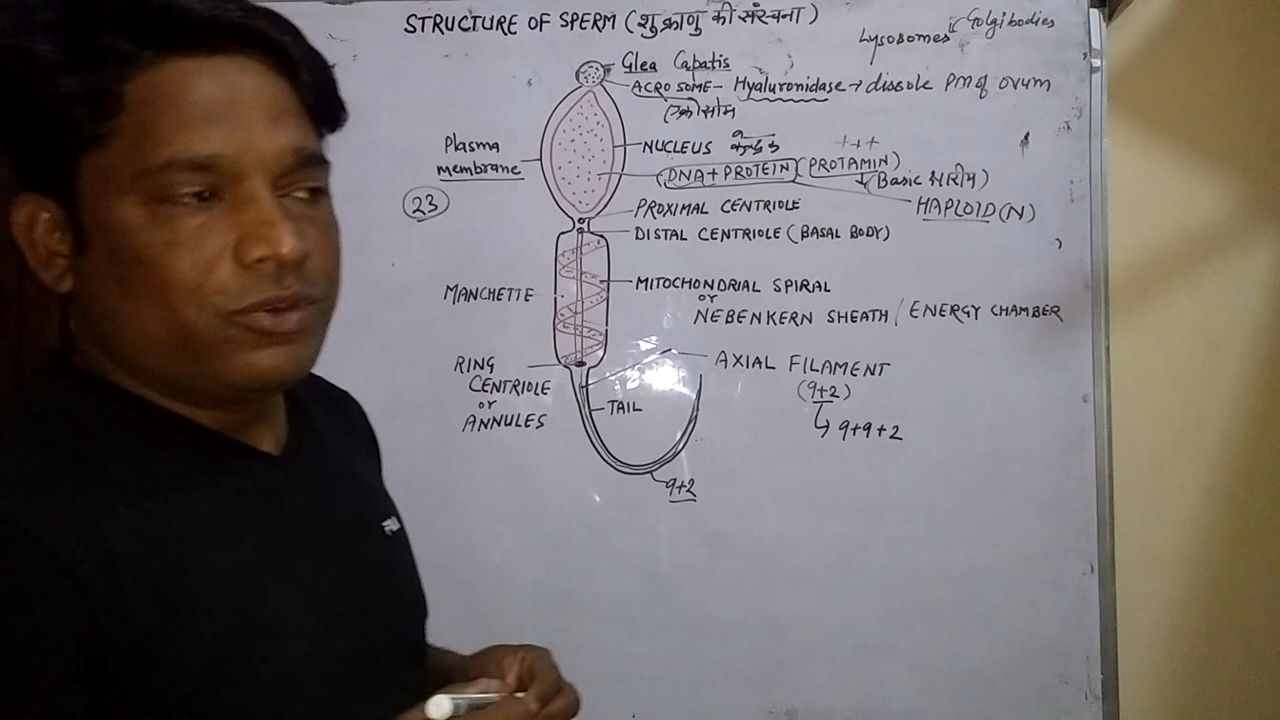 STRUCTURE OF SPERM (शुक्राणु की संरचना)
Golgibodies
Lysosomes
Glea Capatis
ACROSOME - Hyaluronidase → dissole PM of ovum
एक्रोसोम
Plasma
membrane
NUCLEUS
+++
DNA + PROTEIN (PROTAMIN)
(Basic क्षारीय)
HAPLOID (N)
23
PROXIMAL CENTRIOLE
DISTAL CENTRIOLE (BASAL BODY)
MANCHETTE
MITOCHONDRIAL SPIRAL
or
NEBENKERN SHEATH / ENERGY CHAMBER
RING
CENTRIOLE
or
ANNULES
AXIAL FILAMENT
(9+2)
↳ 9+9+2
TAIL
9+2